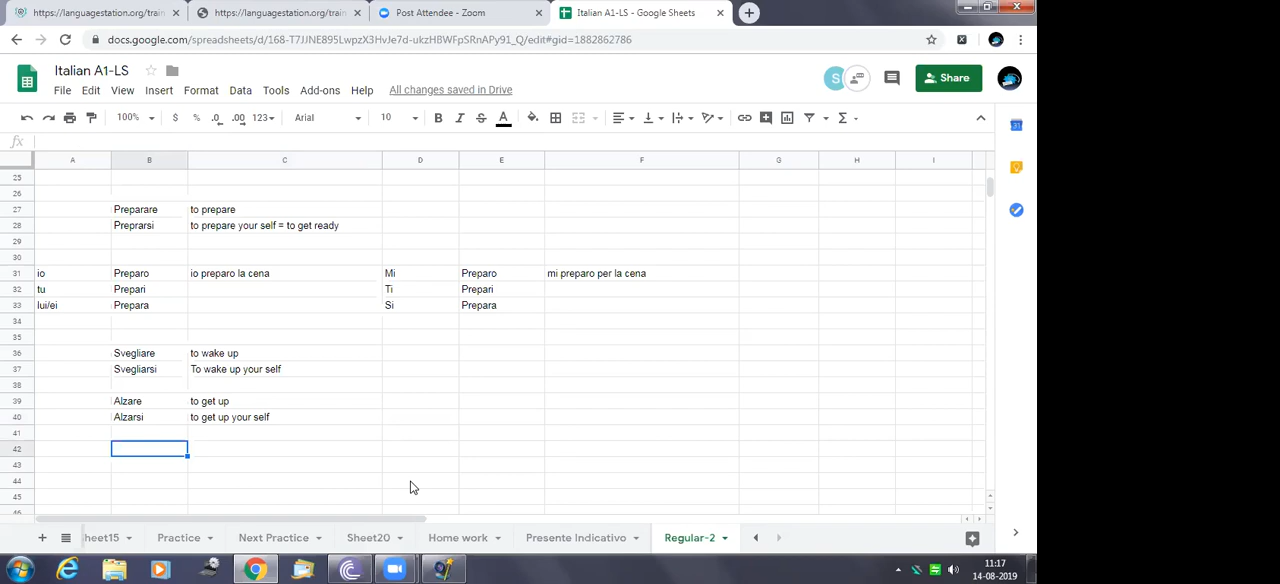 https://languagestation.org/train
https://languagestation.org/train
Post Attendee - Zoom
Italian A1-LS - Google Sheets
docs.google.com/spreadsheets/d/168-T7JJNE895LwpzX3HvJe7d-ukzHBWFpSRnAPy91_Q/edit#gid=1882862786
Italian A1-LS
S
Share
File Edit View Insert Format Data Tools Add-ons Help All changes saved in Drive
100% $ % .0 .00 123 Arial 10 B I S A Σ
fx
31
A B C D E F G H I
25
26
27 Preparare to prepare
28 Preprarsi to prepare your self = to get ready
29
30
31 io Preparo io preparo la cena Mi Preparo mi preparo per la cena
32 tu Prepari Ti Prepari
33 lui/ei Prepara Si Prepara
34
35
36 Svegliare to wake up
37 Svegliarsi To wake up your self
38
39 Alzare to get up
40 Alzarsi to get up your self
41
42
43
44
45
46
heet15 Practice Next Practice Sheet20 Home work Presente Indicativo Regular-2
11:17
14-08-2019